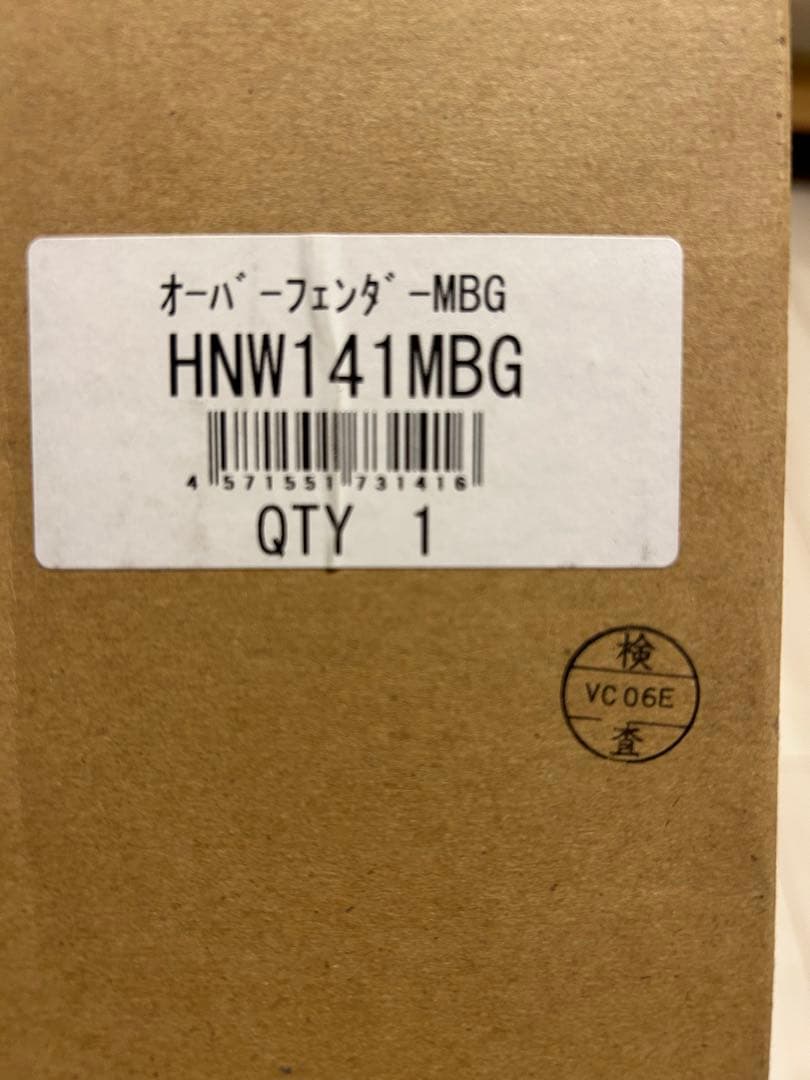 ｵｰﾊﾞｰﾌｪﾝﾀﾞｰMBG
HNW141MBG
4 571551 731416
QTY 1
検
VC06E
査